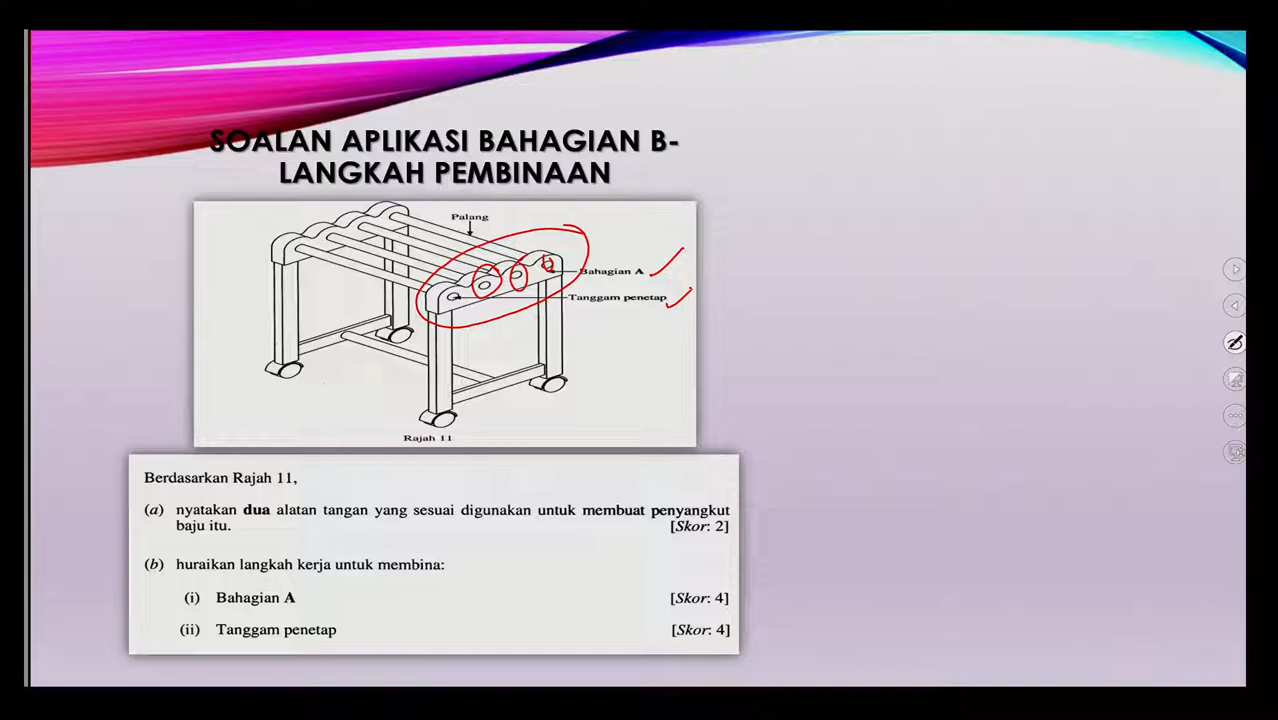 SOALAN APLIKASI BAHAGIAN B-
LANGKAH PEMBINAAN
Palang
Bahagian A
Tanggam penetap
Rajah 11
Berdasarkan Rajah 11,
(a) nyatakan dua alatan tangan yang sesuai digunakan untuk membuat penyangkut
baju itu. [Skor: 2]
(b) huraikan langkah kerja untuk membina:
(i) Bahagian A [Skor: 4]
(ii) Tanggam penetap [Skor: 4]